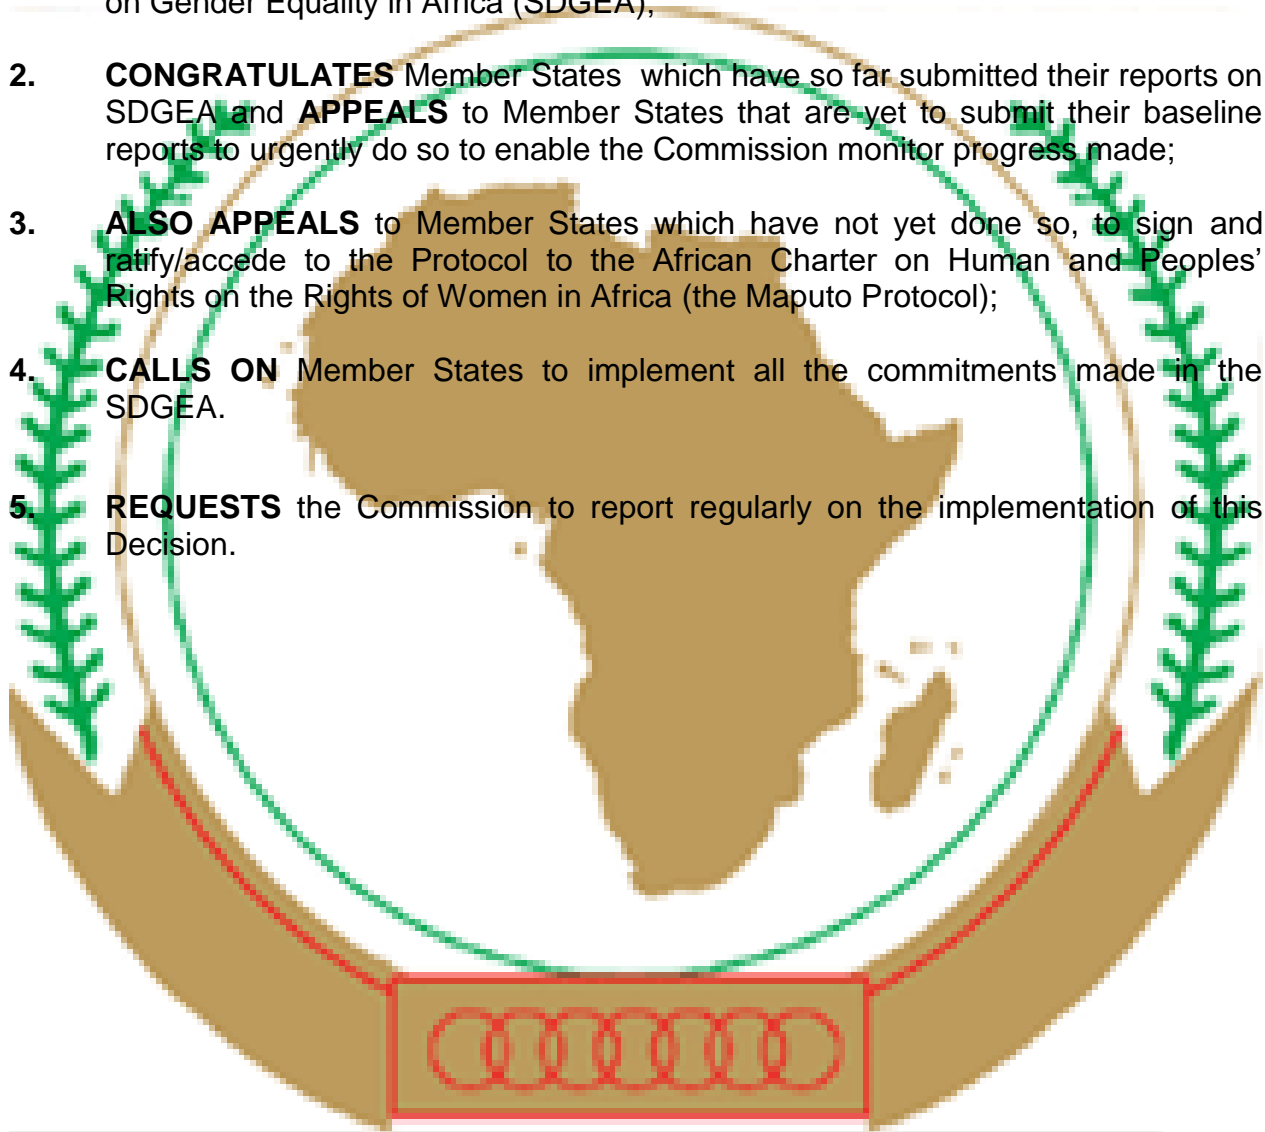 on Gender Equality in Africa (SDGEA);
2. CONGRATULATES Member States which have so far submitted their reports on
SDGEA and APPEALS to Member States that are yet to submit their baseline
reports to urgently do so to enable the Commission monitor progress made;
3. ALSO APPEALS to Member States which have not yet done so, to sign and
ratify/accede to the Protocol to the African Charter on Human and Peoples’
Rights on the Rights of Women in Africa (the Maputo Protocol);
4. CALLS ON Member States to implement all the commitments made in the
SDGEA.
5. REQUESTS the Commission to report regularly on the implementation of this
Decision.